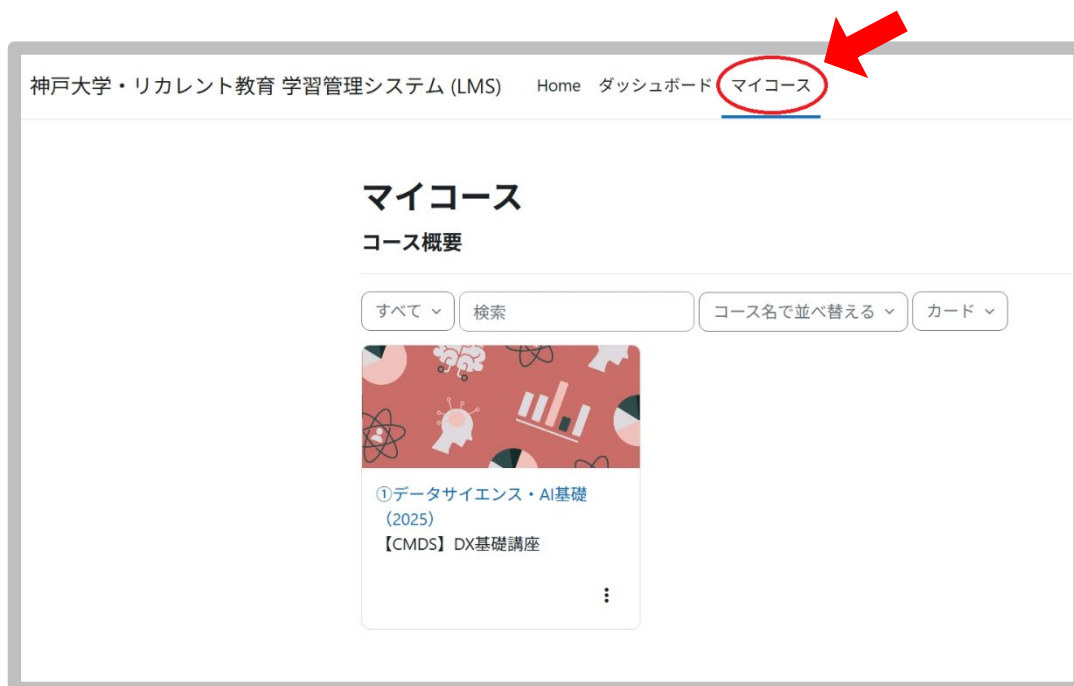 神戸大学・リカレント教育 学習管理システム (LMS) Home ダッシュボード マイコース
マイコース
コース概要
すべて 検索 コース名で並べ替える カード
①データサイエンス・AI基礎
（2025）
【CMDS】DX基礎講座